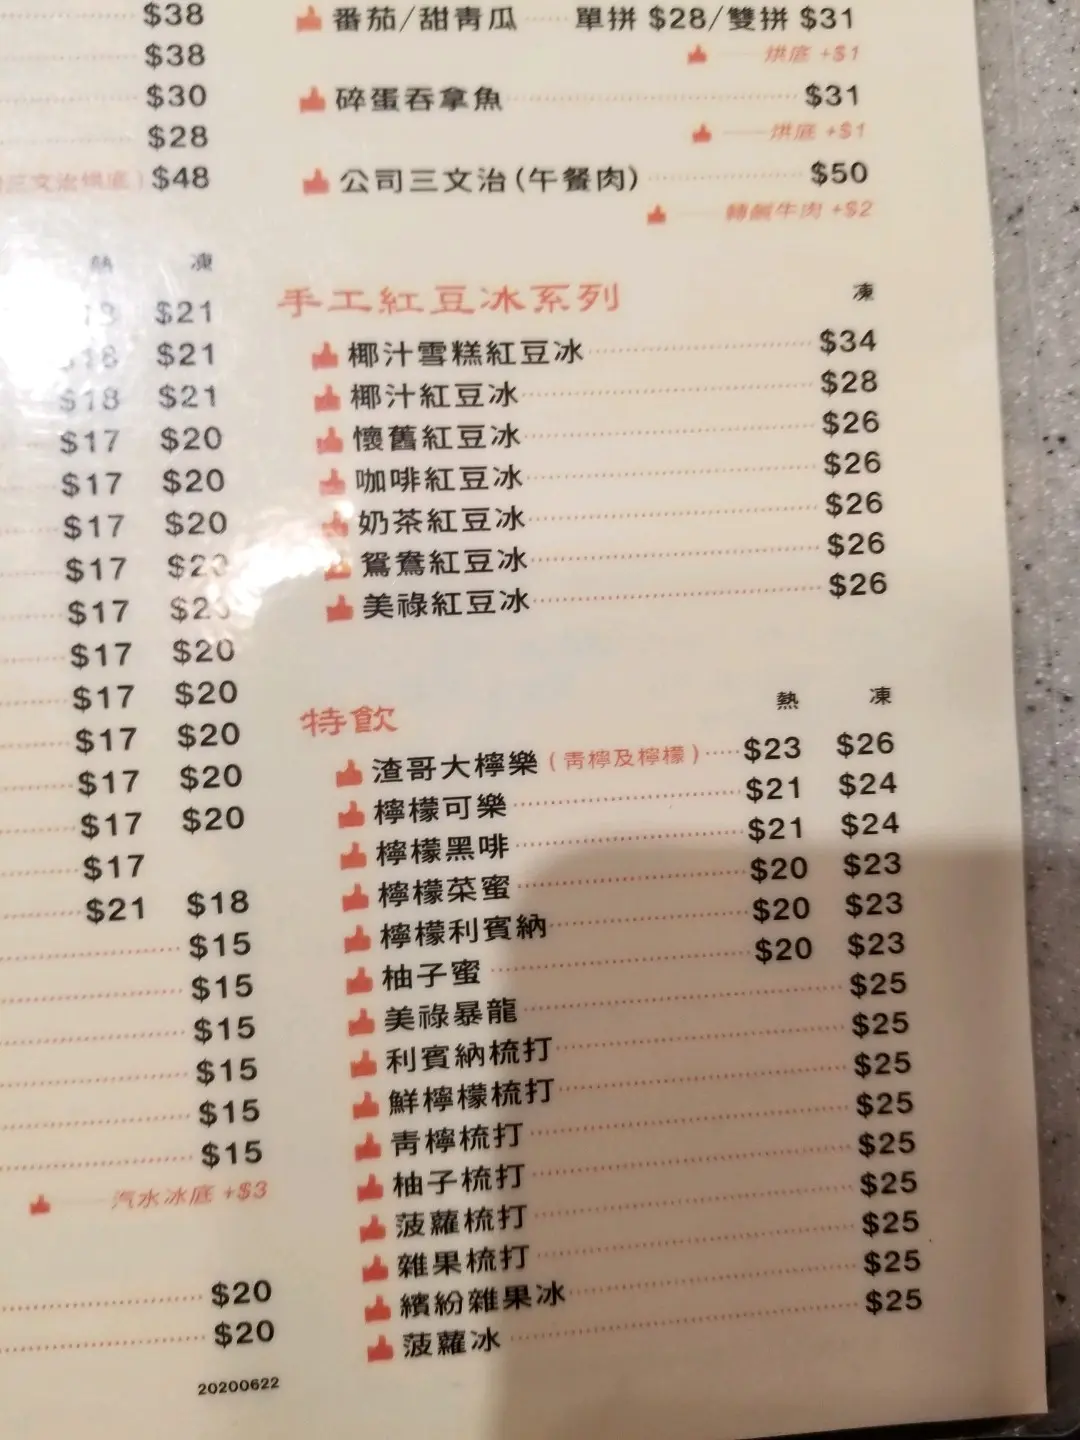 $38
$38
$30
$28
三文治烘底) $48
熱 凍
$21
$18 $21
$18 $21
$17 $20
$17 $20
$17 $20
$17 $20
$17 $20
$17 $20
$17 $20
$17 $20
$17 $20
$17 $20
$17
$21 $18
$15
$15
$15
$15
$15
$15
汽水冰底 +$3
$20
$20
20200622
番茄/甜青瓜 單拼 $28/雙拼 $31
烘底 +$1
碎蛋吞拿魚 $31
烘底 +$1
公司三文治(午餐肉) $50
轉鹹牛肉 +$2
手工紅豆冰系列 凍
椰汁雪糕紅豆冰 $34
椰汁紅豆冰 $28
懷舊紅豆冰 $26
咖啡紅豆冰 $26
奶茶紅豆冰 $26
鴛鴦紅豆冰 $26
美祿紅豆冰 $26
特飲 熱 凍
渣哥大檸樂(青檸及檸檬) $23 $26
檸檬可樂 $21 $24
檸檬黑啡 $21 $24
檸檬菜蜜 $20 $23
檸檬利賓納 $20 $23
柚子蜜 $20 $23
美祿暴龍 $25
利賓納梳打 $25
鮮檸檬梳打 $25
青檸梳打 $25
柚子梳打 $25
菠蘿梳打 $25
雜果梳打 $25
繽紛雜果冰 $25
菠蘿冰 $25